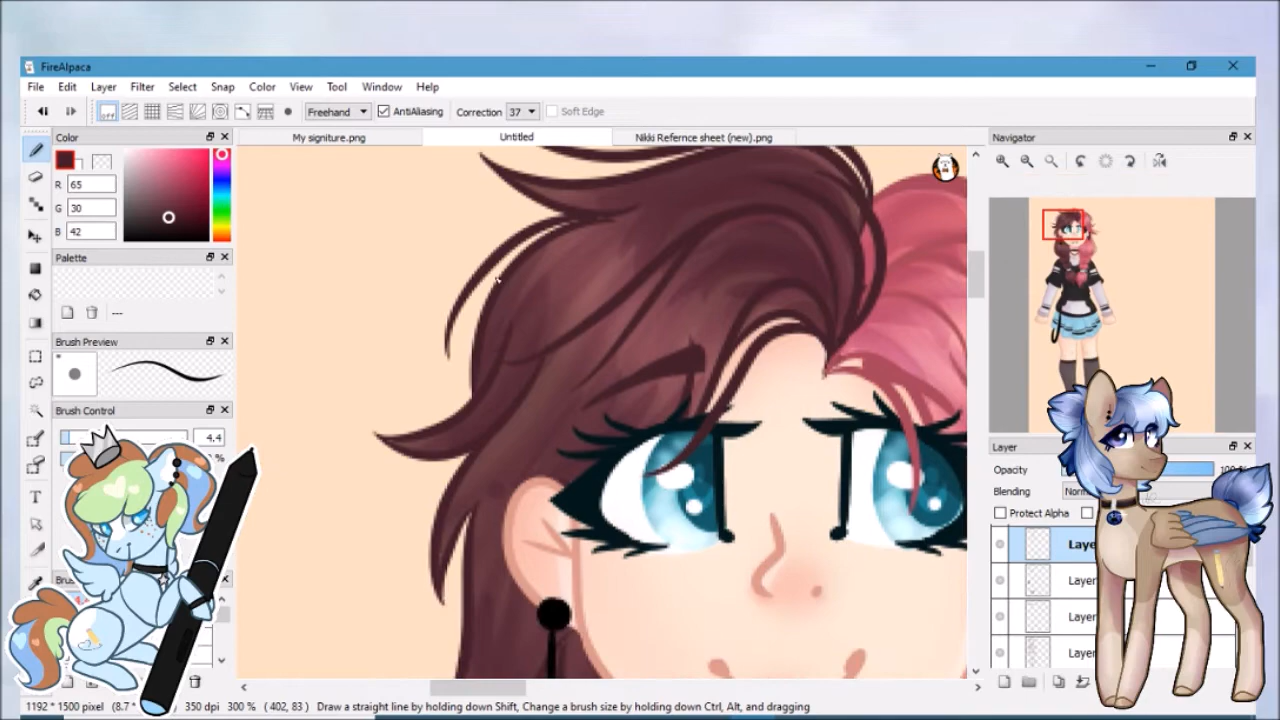 FireAlpaca
File Edit Layer Filter Select Snap Color View Tool Window Help
off Freehand AntiAliasing Correction 37 Soft Edge
Color My signiture.png Untitled Nikki Refernce sheet (new).png Navigator
R 65
G 30
B 42
Palette
---
Brush Preview
Brush Control
4.4
%
T
Layer
Opacity
Blending
Protect Alpha
Layer
Layer
Layer
1192 * 1500 pixel (8.7 * 350 dpi 300 % ( 402, 83 ) Draw a straight line by holding down Shift, Change a brush size by holding down Ctrl, Alt, and dragging